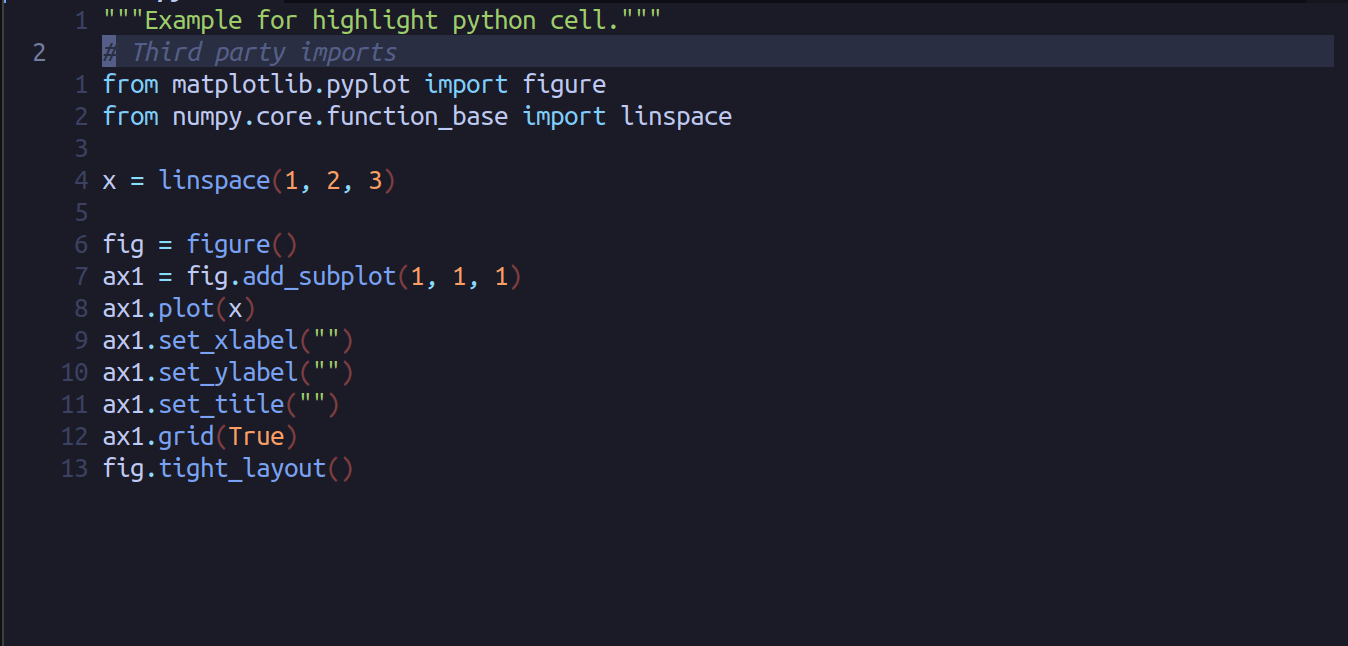 1 """Example for highlight python cell."""
2 # Third party imports
1 from matplotlib.pyplot import figure
2 from numpy.core.function_base import linspace
3
4 x = linspace(1, 2, 3)
5
6 fig = figure()
7 ax1 = fig.add_subplot(1, 1, 1)
8 ax1.plot(x)
9 ax1.set_xlabel("")
10 ax1.set_ylabel("")
11 ax1.set_title("")
12 ax1.grid(True)
13 fig.tight_layout()